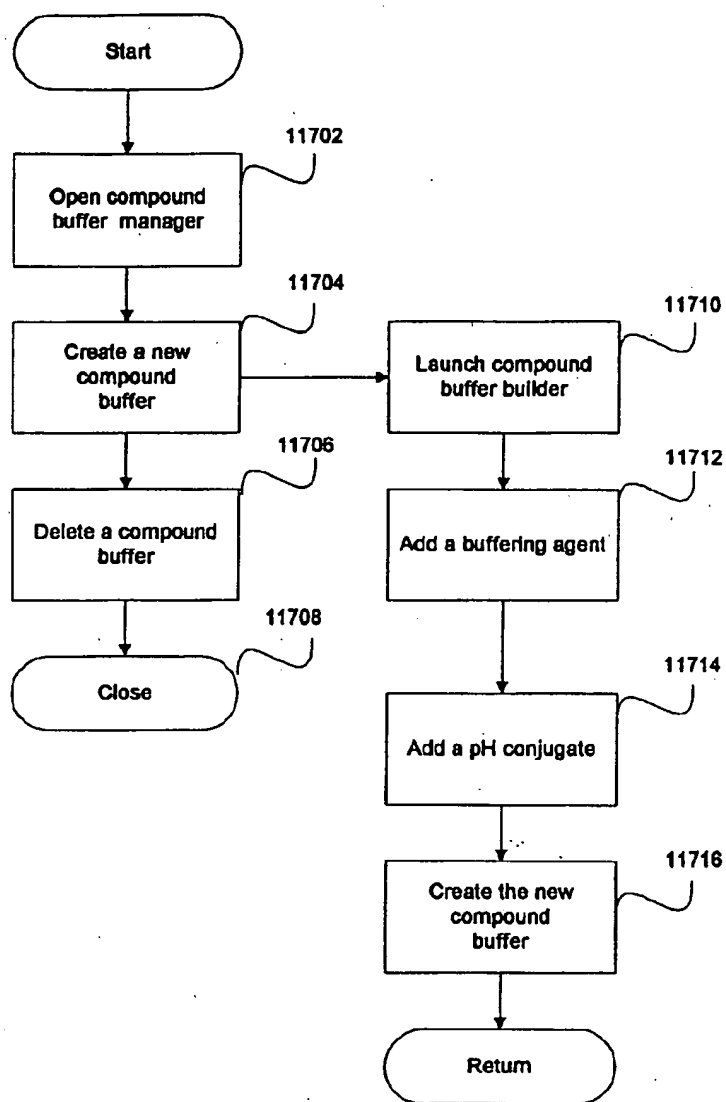 Start
11702
Open compound
buffer manager
11704
Create a new
compound
buffer
11706
Delete a compound
buffer
11708
Close
11710
Launch compound
buffer builder
11712
Add a buffering agent
11714
Add a pH conjugate
11716
Create the new
compound
buffer
Return